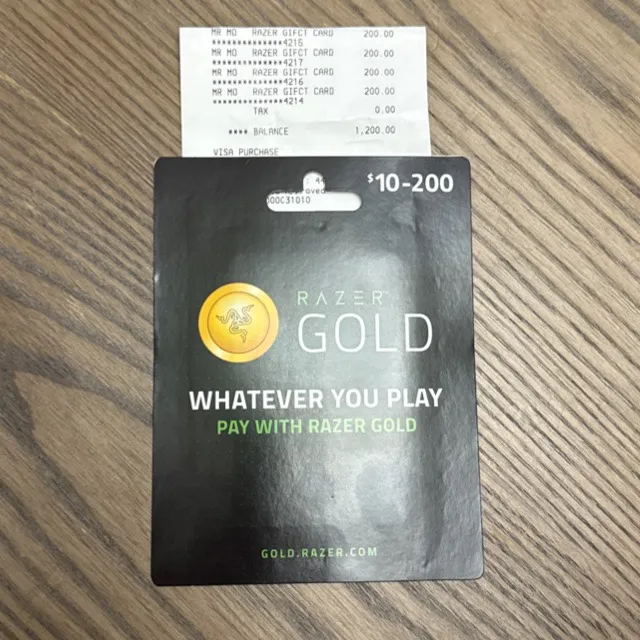 MR MO RAZER GIFCT CARD 200.00
**************4215
MR MO RAZER GIFCT CARD 200.00
**************4217
MR MO RAZER GIFCT CARD 200.00
**************4216
MR MO RAZER GIFCT CARD 200.00
**************4214
TAX 0.00
**** BALANCE 1,200.00
VISA PURCHASE
000C31010
$10-200
RAZER
GOLD
WHATEVER YOU PLAY
PAY WITH RAZER GOLD
GOLD.RAZER.COM